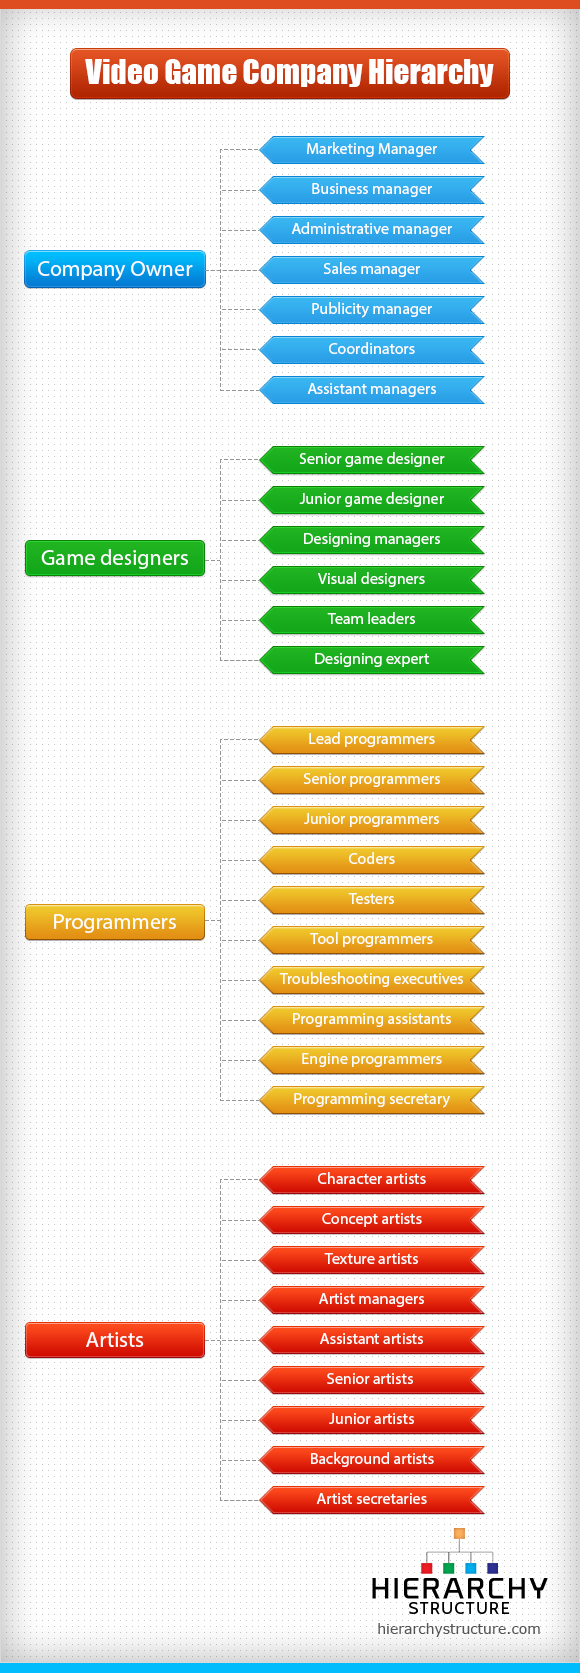 Video Game Company Hierarchy
Company Owner
Marketing Manager
Business manager
Administrative manager
Sales manager
Publicity manager
Coordinators
Assistant managers
Game designers
Senior game designer
Junior game designer
Designing managers
Visual designers
Team leaders
Designing expert
Programmers
Lead programmers
Senior programmers
Junior programmers
Coders
Testers
Tool programmers
Troubleshooting executives
Programming assistants
Engine programmers
Programming secretary
Artists
Character artists
Concept artists
Texture artists
Artist managers
Assistant artists
Senior artists
Junior artists
Background artists
Artist secretaries
HIERARCHY
STRUCTURE
hierarchystructure.com